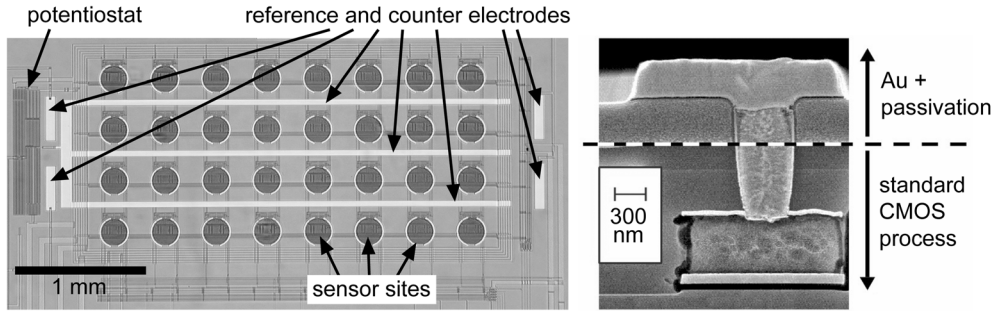 potentiostat
reference and counter electrodes
1 mm
sensor sites
300
nm
Au +
passivation
standard
CMOS
process